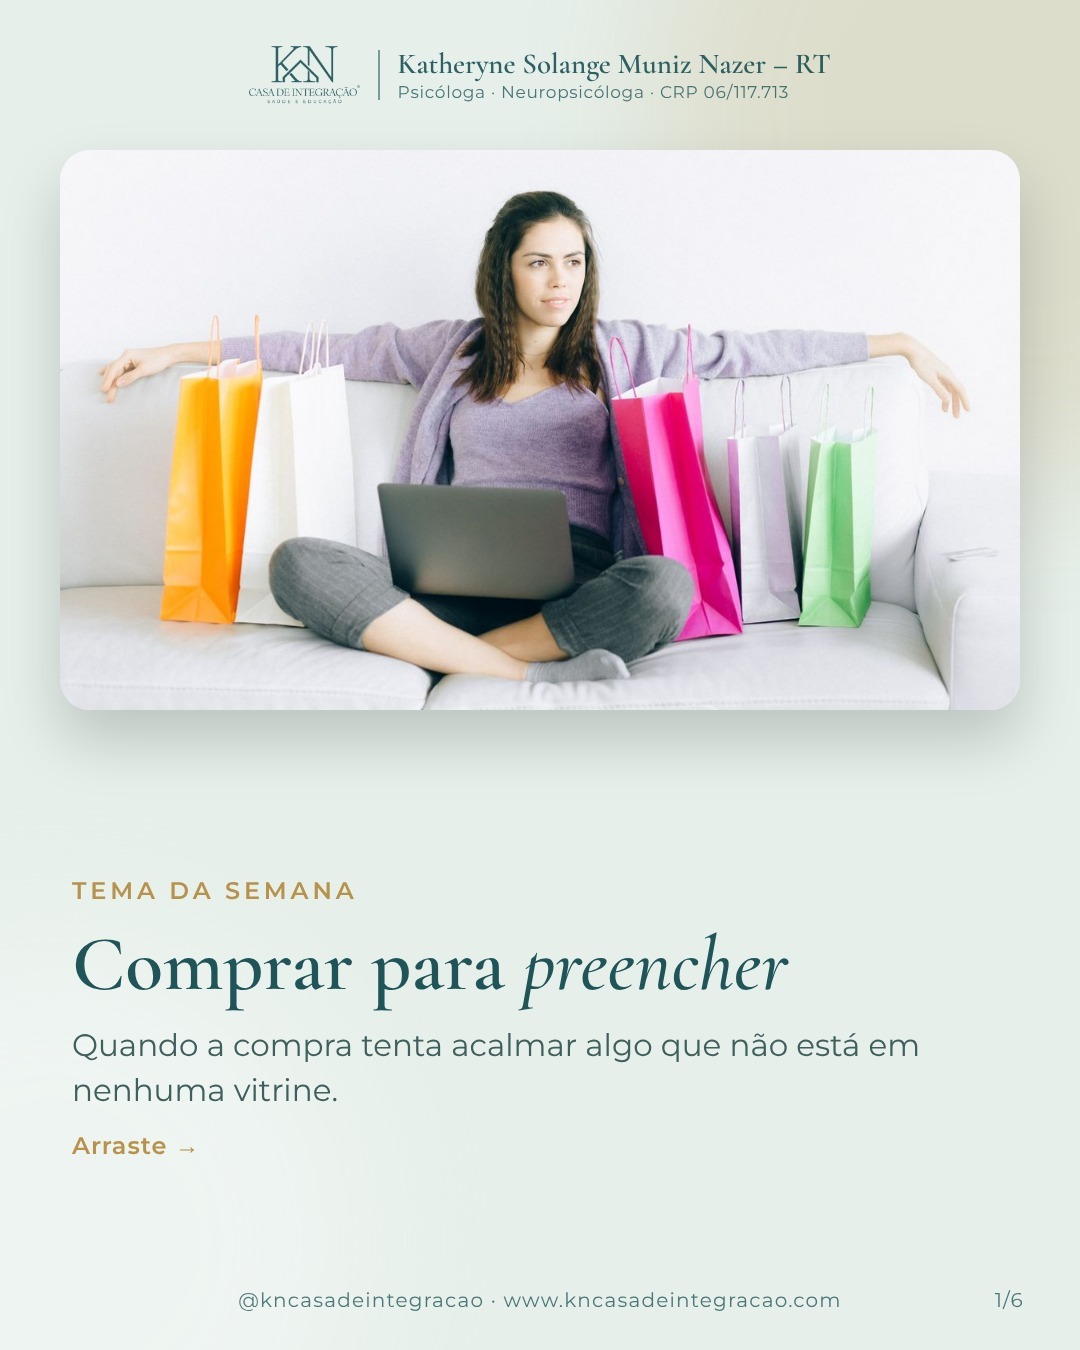 KN
CASA DE INTEGRAÇÃO®
SAÚDE E EDUCAÇÃO
Katheryne Solange Muniz Nazer – RT
Psicóloga · Neuropsicóloga · CRP 06/117.713
TEMA DA SEMANA
Comprar para preencher
Quando a compra tenta acalmar algo que não está em
nenhuma vitrine.
Arraste →
@kncasadeintegracao · www.kncasadeintegracao.com
1/6